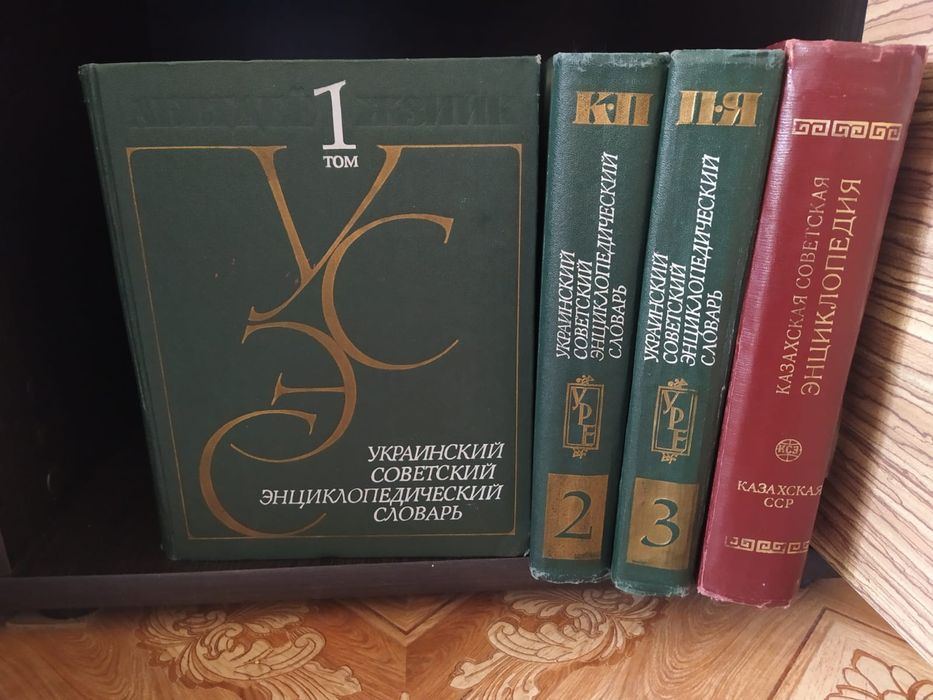 1
ТОМ
УСЭС
УКРАИНСКИЙ
СОВЕТСКИЙ
ЭНЦИКЛОПЕДИЧЕСКИЙ
СЛОВАРЬ
К·П
УКРАИНСКИЙ
СОВЕТСКИЙ
ЭНЦИКЛОПЕДИЧЕСКИЙ
СЛОВАРЬ
УРЕ
2
П·Я
УКРАИНСКИЙ
СОВЕТСКИЙ
ЭНЦИКЛОПЕДИЧЕСКИЙ
СЛОВАРЬ
УРЕ
3
КАЗАХСКАЯ СОВЕТСКАЯ
ЭНЦИКЛОПЕДИЯ
КСЭ
КАЗАХСКАЯ
ССР